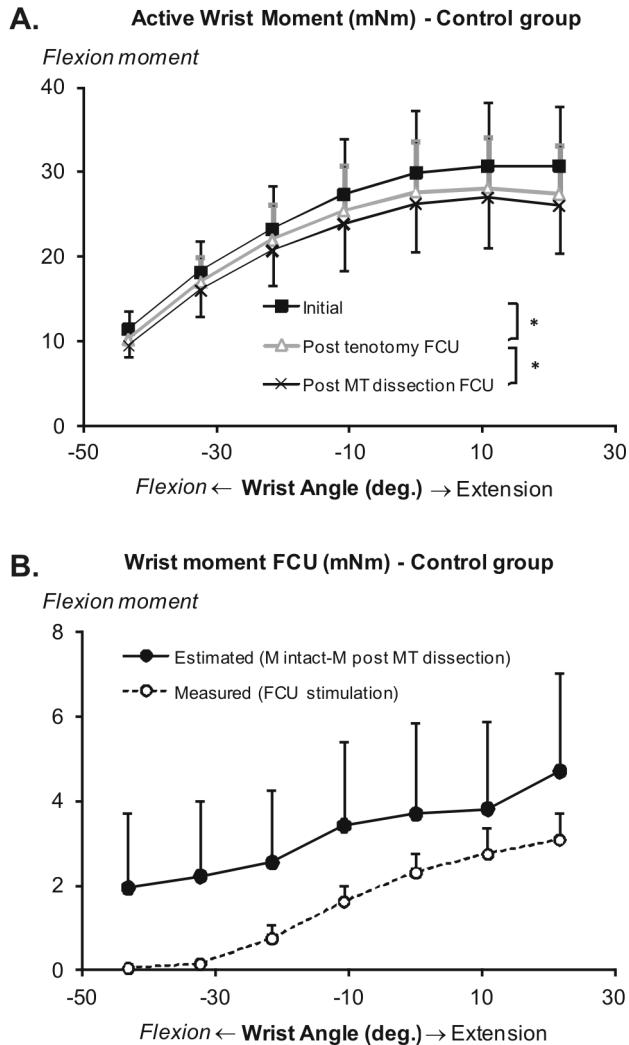 A.
Active Wrist Moment (mNm) - Control group
Flexion moment
40
30
20
10
0
Initial
Post tenotomy FCU
Post MT dissection FCU
*
*
-50 -30 -10 10 30
Flexion ← Wrist Angle (deg.) → Extension
B.
Wrist moment FCU (mNm) - Control group
Flexion moment
8
6
4
2
0
Estimated (M intact-M post MT dissection)
Measured (FCU stimulation)
-50 -30 -10 10 30
Flexion ← Wrist Angle (deg.) → Extension